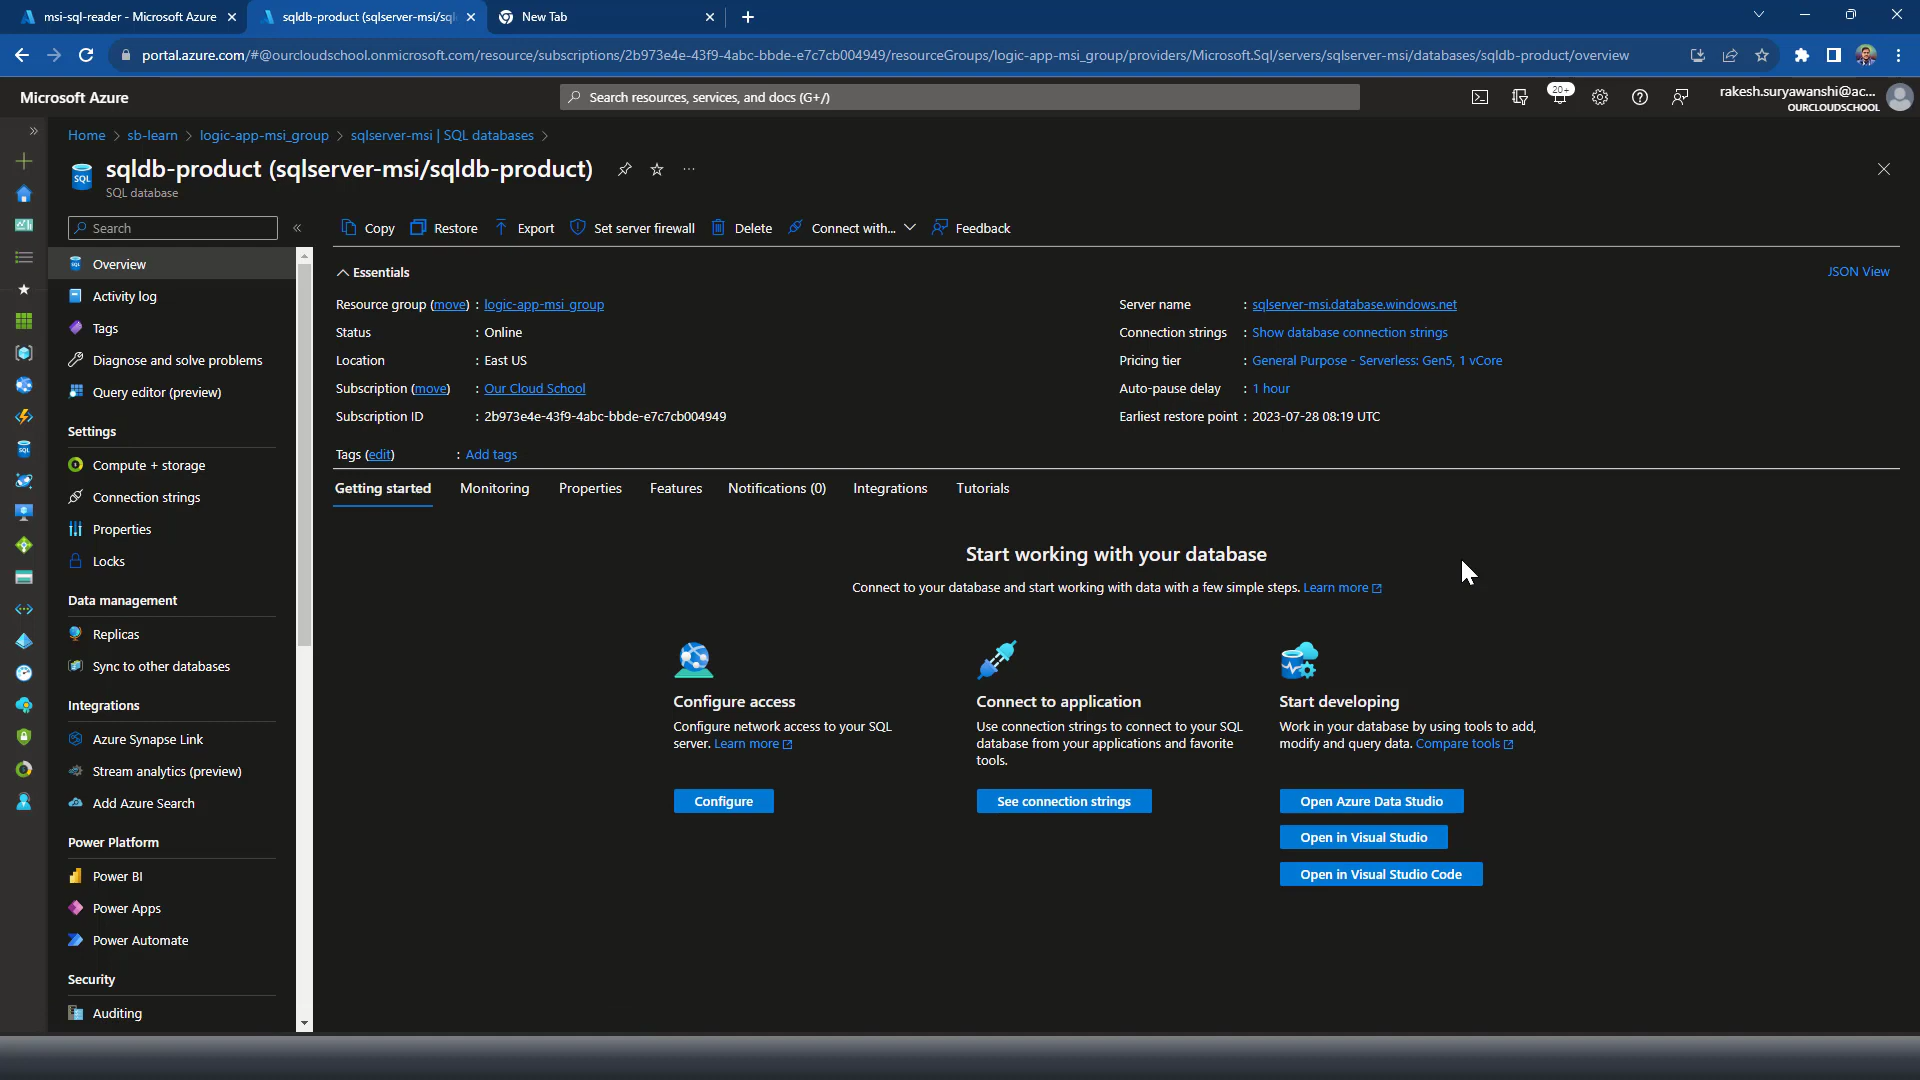 msi-sql-reader - Microsoft Azure
sqldb-product (sqlserver-msi/sql
New Tab
portal.azure.com/#@ourcloudschool.onmicrosoft.com/resource/subscriptions/2b973e4e-43f9-4abc-bbde-e7c7cb004949/resourceGroups/logic-app-msi_group/providers/Microsoft.Sql/servers/sqlserver-msi/databases/sqldb-product/overview
Microsoft Azure
Search resources, services, and docs (G+/)
20+
rakesh.suryawanshi@ac...
OURCLOUDSCHOOL
Home > sb-learn > logic-app-msi_group > sqlserver-msi | SQL databases >
sqldb-product (sqlserver-msi/sqldb-product)
SQL
SQL database
Search
Overview
Activity log
Tags
Diagnose and solve problems
Query editor (preview)
Settings
Compute + storage
Connection strings
Properties
Locks
Data management
Replicas
Sync to other databases
Integrations
Azure Synapse Link
Stream analytics (preview)
Add Azure Search
Power Platform
Power BI
Power Apps
Power Automate
Security
Auditing
Copy
Restore
Export
Set server firewall
Delete
Connect with...
Feedback
Essentials
JSON View
Resource group (move) : logic-app-msi_group
Status : Online
Location : East US
Subscription (move) : Our Cloud School
Subscription ID : 2b973e4e-43f9-4abc-bbde-e7c7cb004949
Server name : sqlserver-msi.database.windows.net
Connection strings : Show database connection strings
Pricing tier : General Purpose - Serverless: Gen5, 1 vCore
Auto-pause delay : 1 hour
Earliest restore point : 2023-07-28 08:19 UTC
Tags (edit) : Add tags
Getting started
Monitoring
Properties
Features
Notifications (0)
Integrations
Tutorials
Start working with your database
Connect to your database and start working with data with a few simple steps. Learn more
Configure access
Configure network access to your SQL
server. Learn more
Configure
Connect to application
Use connection strings to connect to your SQL
database from your applications and favorite
tools.
See connection strings
Start developing
Work in your database by using tools to add,
modify and query data. Compare tools
Open Azure Data Studio
Open in Visual Studio
Open in Visual Studio Code